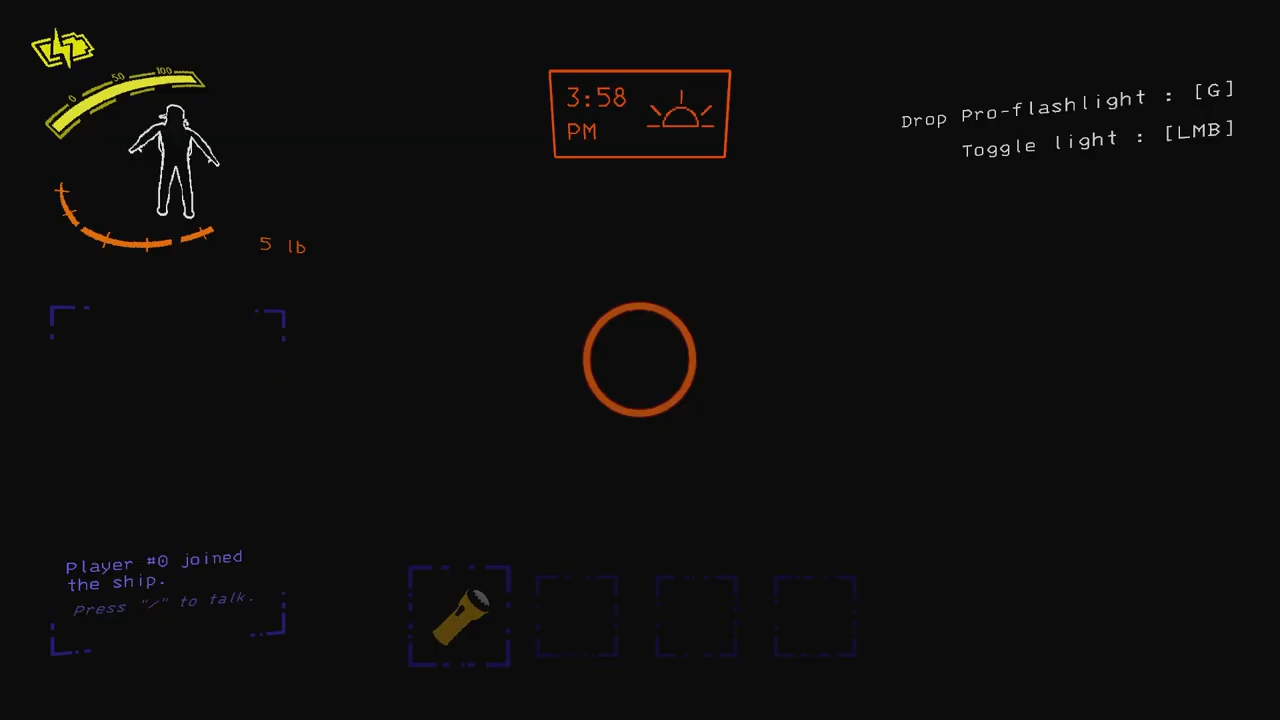 0 50 100
3:58
PM
Drop Pro-flashlight : [G]
Toggle light : [LMB]
5 lb
Player #0 joined
the ship.
Press "/" to talk.